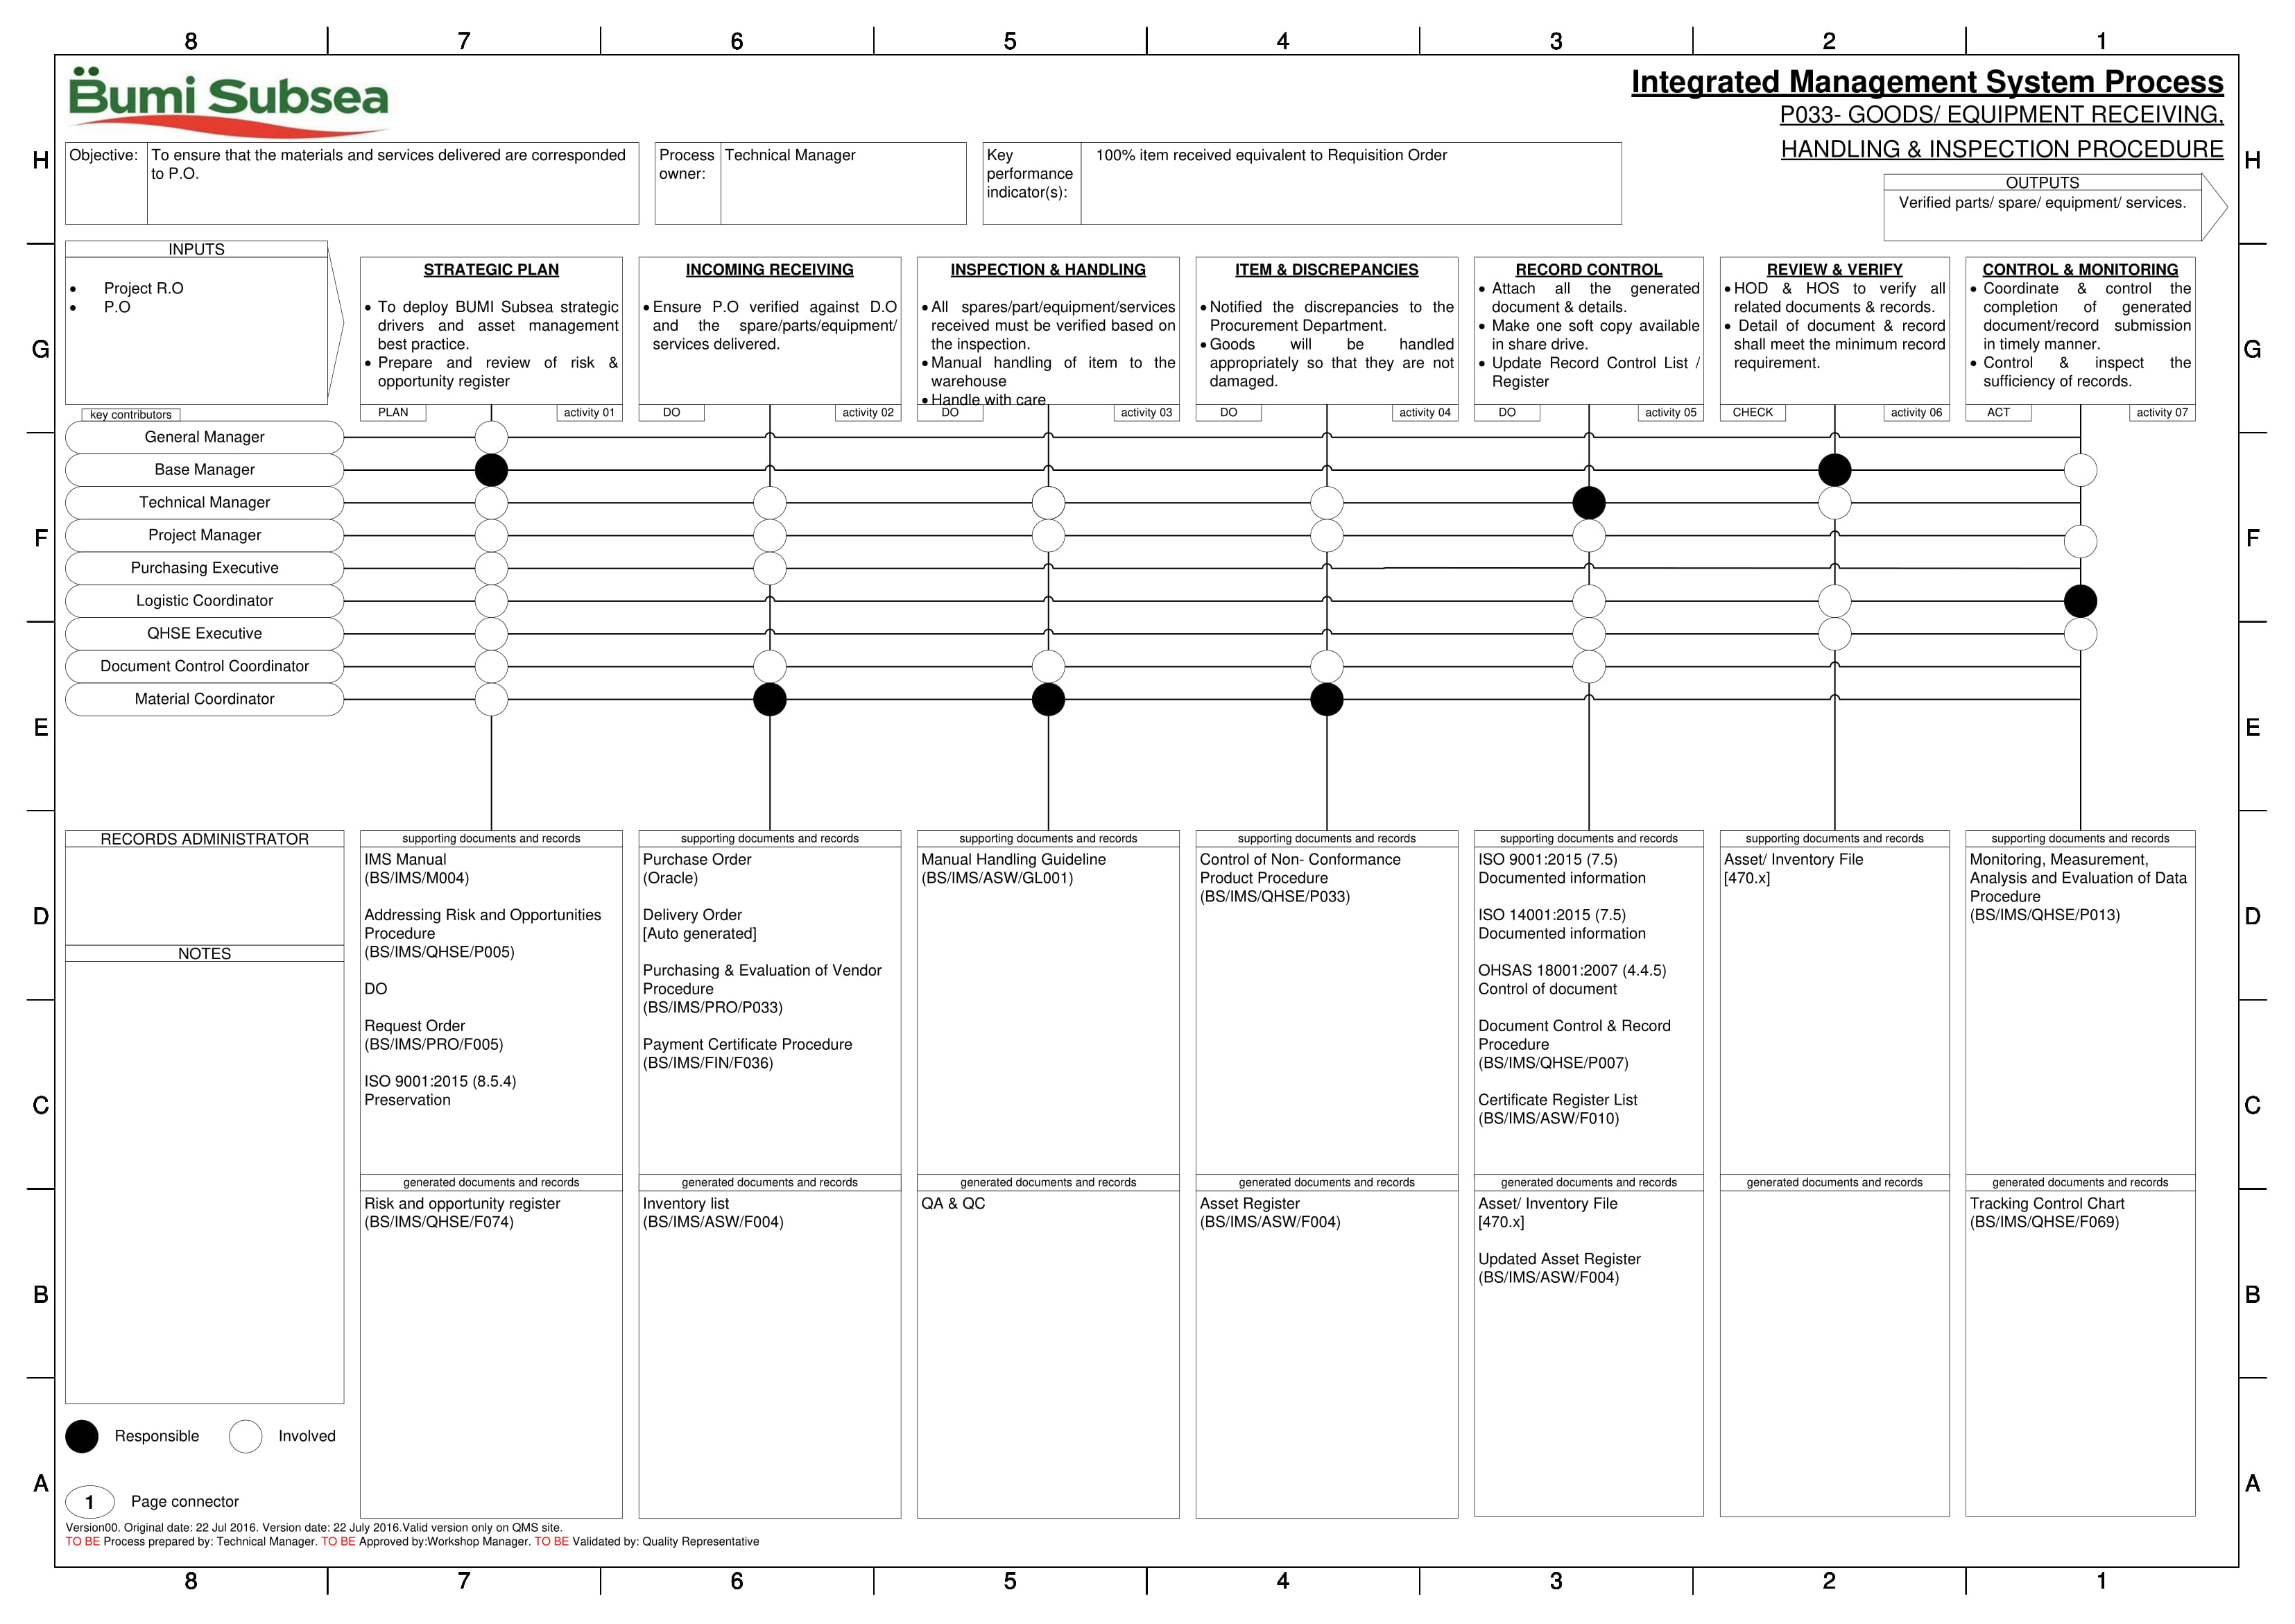 8 7 6 5 4 3 2 1
Bumi Subsea
Integrated Management System Process
P033- GOODS/ EQUIPMENT RECEIVING,
HANDLING & INSPECTION PROCEDURE
H
H
Objective:
To ensure that the materials and services delivered are corresponded
to P.O.
Process
owner:
Technical Manager
Key
performance
indicator(s):
100% item received equivalent to Requisition Order
OUTPUTS
Verified parts/ spare/ equipment/ services.
INPUTS
• Project R.O
• P.O
G
G
STRATEGIC PLAN
• To deploy BUMI Subsea strategic
drivers and asset management
best practice.
• Prepare and review of risk &
opportunity register
PLAN
activity 01
INCOMING RECEIVING
• Ensure P.O verified against D.O
and the spare/parts/equipment/
services delivered.
DO
activity 02
INSPECTION & HANDLING
• All spares/part/equipment/services
received must be verified based on
the inspection.
• Manual handling of item to the
warehouse
• Handle with care
DO
activity 03
ITEM & DISCREPANCIES
• Notified the discrepancies to the
Procurement Department.
• Goods will be handled
appropriately so that they are not
damaged.
DO
activity 04
RECORD CONTROL
• Attach all the generated
document & details.
• Make one soft copy available
in share drive.
• Update Record Control List /
Register
DO
activity 05
REVIEW & VERIFY
• HOD & HOS to verify all
related documents & records.
• Detail of document & record
shall meet the minimum record
requirement.
CHECK
activity 06
CONTROL & MONITORING
• Coordinate & control the
completion of generated
document/record submission
in timely manner.
• Control & inspect the
sufficiency of records.
ACT
activity 07
key contributors
General Manager
Base Manager
Technical Manager
F
Project Manager
F
Purchasing Executive
Logistic Coordinator
QHSE Executive
Document Control Coordinator
Material Coordinator
E
E
RECORDS ADMINISTRATOR
D
D
NOTES
C
C
supporting documents and records
IMS Manual
(BS/IMS/M004)
Addressing Risk and Opportunities
Procedure
(BS/IMS/QHSE/P005)
DO
Request Order
(BS/IMS/PRO/F005)
ISO 9001:2015 (8.5.4)
Preservation
supporting documents and records
Purchase Order
(Oracle)
Delivery Order
[Auto generated]
Purchasing & Evaluation of Vendor
Procedure
(BS/IMS/PRO/P033)
Payment Certificate Procedure
(BS/IMS/FIN/F036)
supporting documents and records
Manual Handling Guideline
(BS/IMS/ASW/GL001)
supporting documents and records
Control of Non- Conformance
Product Procedure
(BS/IMS/QHSE/P033)
supporting documents and records
ISO 9001:2015 (7.5)
Documented information
ISO 14001:2015 (7.5)
Documented information
OHSAS 18001:2007 (4.4.5)
Control of document
Document Control & Record
Procedure
(BS/IMS/QHSE/P007)
Certificate Register List
(BS/IMS/ASW/F010)
supporting documents and records
Asset/ Inventory File
[470.x]
supporting documents and records
Monitoring, Measurement,
Analysis and Evaluation of Data
Procedure
(BS/IMS/QHSE/P013)
generated documents and records
Risk and opportunity register
(BS/IMS/QHSE/F074)
generated documents and records
Inventory list
(BS/IMS/ASW/F004)
generated documents and records
QA & QC
generated documents and records
Asset Register
(BS/IMS/ASW/F004)
generated documents and records
Asset/ Inventory File
[470.x]
Updated Asset Register
(BS/IMS/ASW/F004)
generated documents and records
generated documents and records
Tracking Control Chart
(BS/IMS/QHSE/F069)
B
B
Responsible
Involved
A
A
1 Page connector
Version00. Original date: 22 Jul 2016. Version date: 22 July 2016.Valid version only on QMS site.
TO BE Process prepared by: Technical Manager. TO BE Approved by:Workshop Manager. TO BE Validated by: Quality Representative
8 7 6 5 4 3 2 1